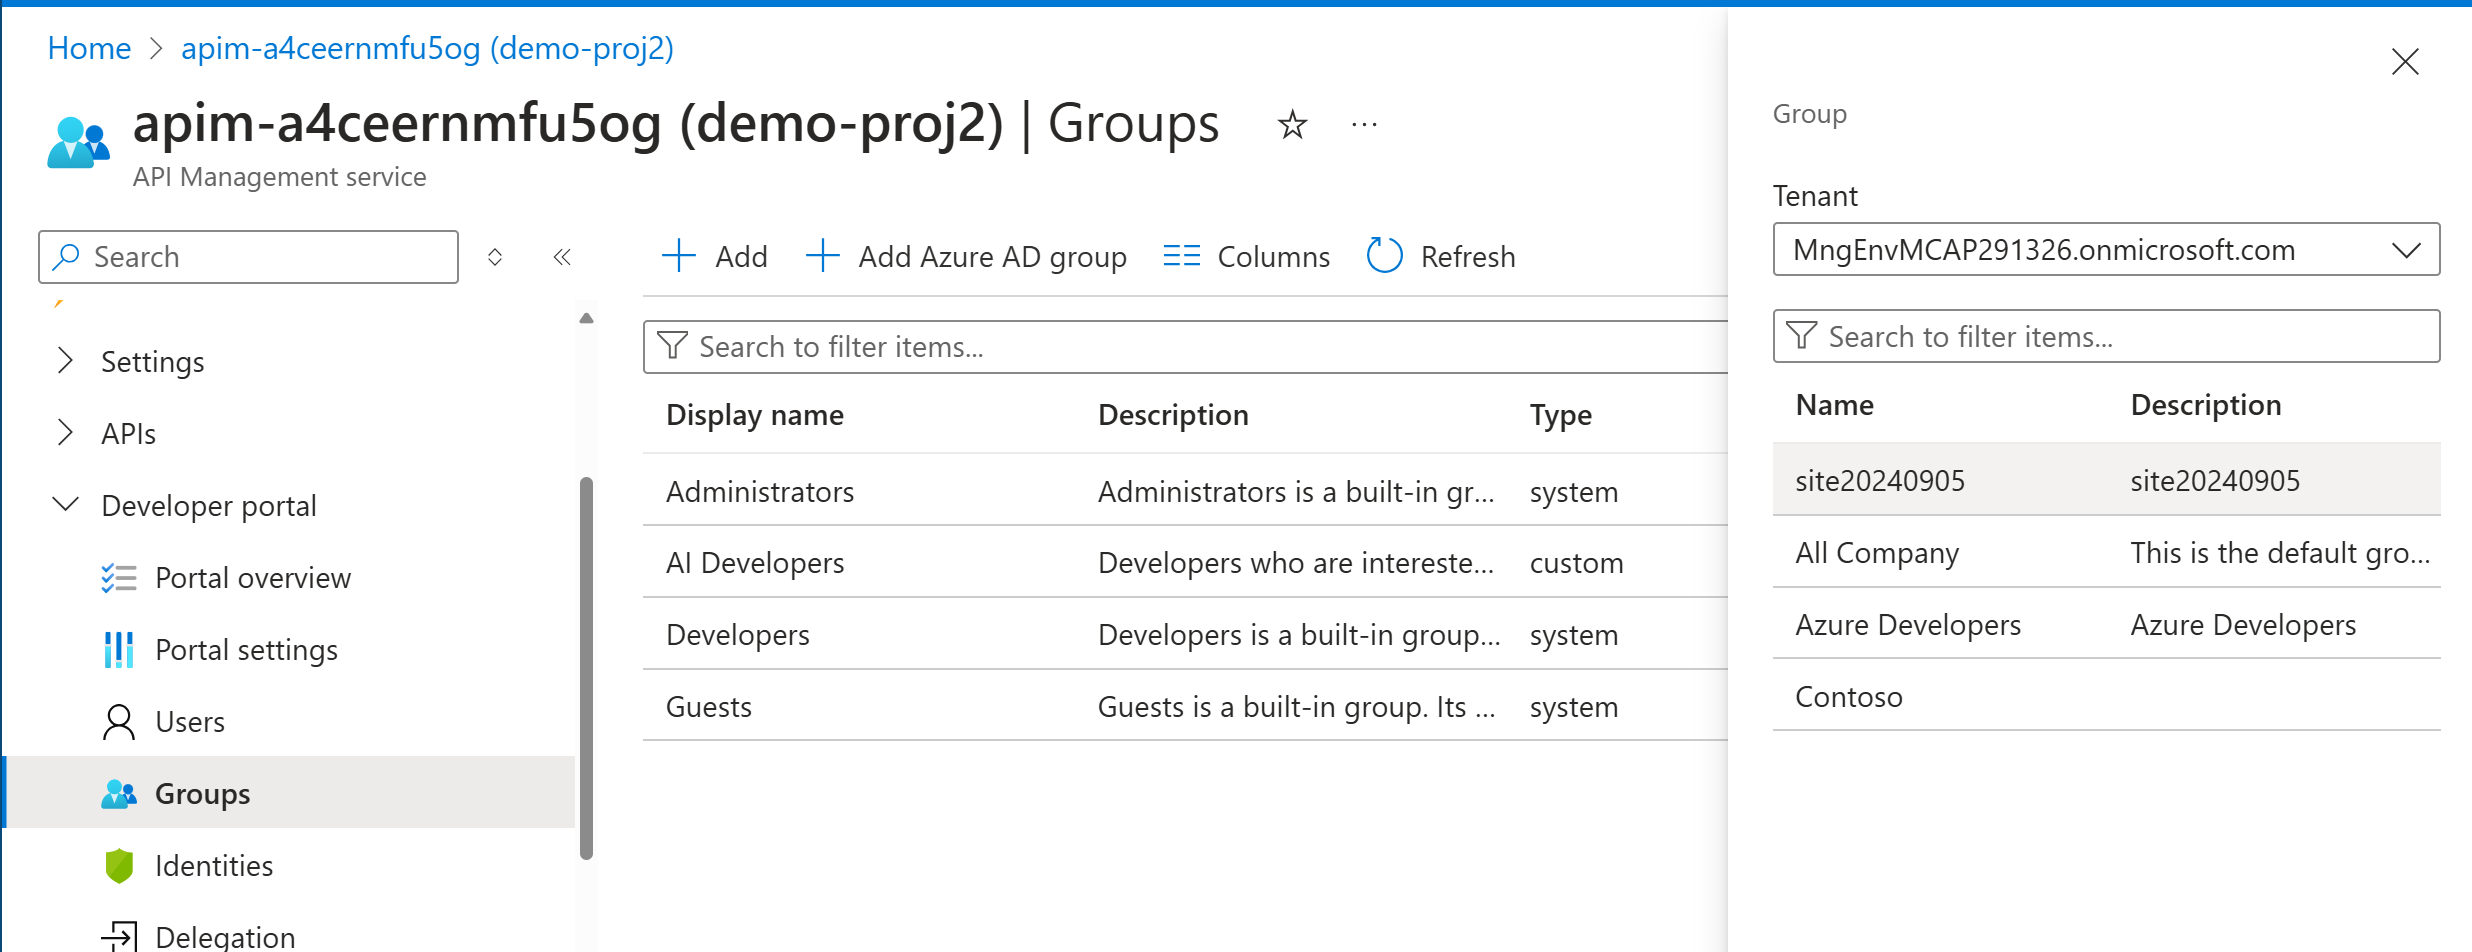 Home > apim-a4ceernmfu5og (demo-proj2)
apim-a4ceernmfu5og (demo-proj2) | Groups
API Management service
Search
Settings
APIs
Developer portal
Portal overview
Portal settings
Users
Groups
Identities
Delegation
Add Add Azure AD group Columns Refresh
Search to filter items...
Display name Description Type
Administrators Administrators is a built-in gr... system
AI Developers Developers who are intereste... custom
Developers Developers is a built-in group... system
Guests Guests is a built-in group. Its ... system
Group
Tenant
MngEnvMCAP291326.onmicrosoft.com
Search to filter items...
Name Description
site20240905 site20240905
All Company This is the default gro...
Azure Developers Azure Developers
Contoso